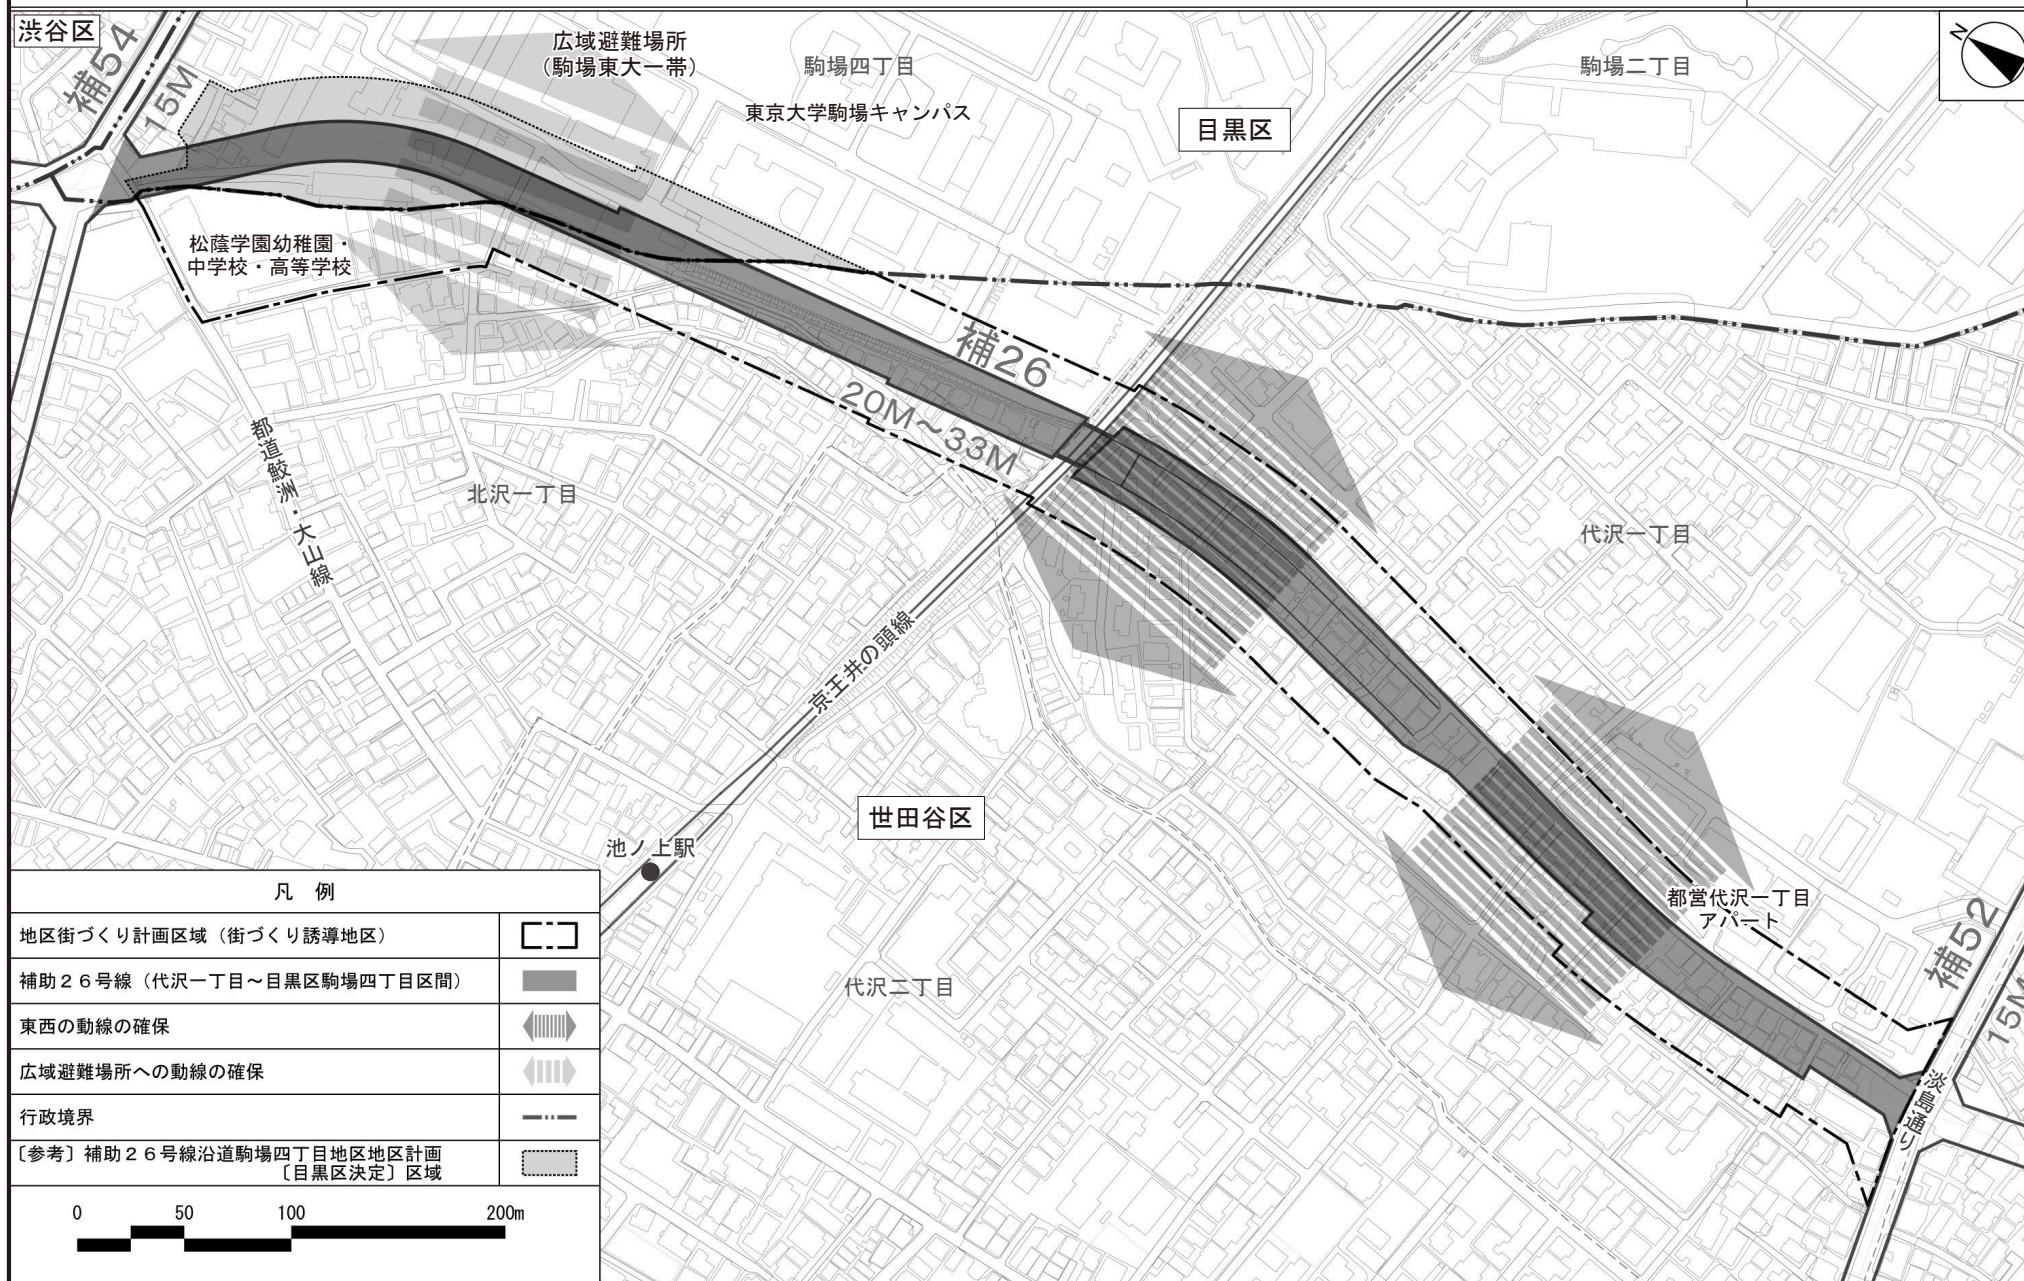 渋谷区
補54
15M
広域避難場所
(駒場東大一帯)
駒場四丁目
東京大学駒場キャンパス
目黒区
駒場二丁目
N
松蔭学園幼稚園・
中学校・高等学校
補26
20M～33M
都道鮫洲・大山線
北沢一丁目
代沢一丁目
京王井の頭線
世田谷区
池ノ上駅
代沢二丁目
都営代沢一丁目
アパート
補52
15M
淡島通り
凡 例
地区街づくり計画区域（街づくり誘導地区）
補助２６号線（代沢一丁目～目黒区駒場四丁目区間）
東西の動線の確保
広域避難場所への動線の確保
行政境界
〔参考〕補助２６号線沿道駒場四丁目地区地区計画
〔目黒区決定〕区域
0 50 100 200m